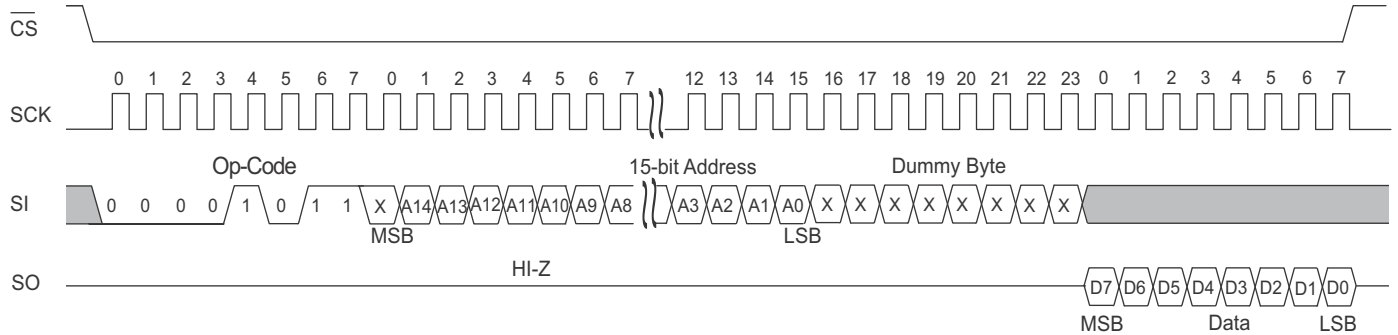 CS
0 1 2 3 4 5 6 7 0 1 2 3 4 5 6 7 12 13 14 15 16 17 18 19 20 21 22 23 0 1 2 3 4 5 6 7
SCK
Op-Code 15-bit Address Dummy Byte
SI 0 0 0 0 1 0 1 1 X A14 A13 A12 A11 A10 A9 A8 A3 A2 A1 A0 X X X X X X X X
MSB LSB
HI-Z
SO D7 D6 D5 D4 D3 D2 D1 D0
MSB Data LSB